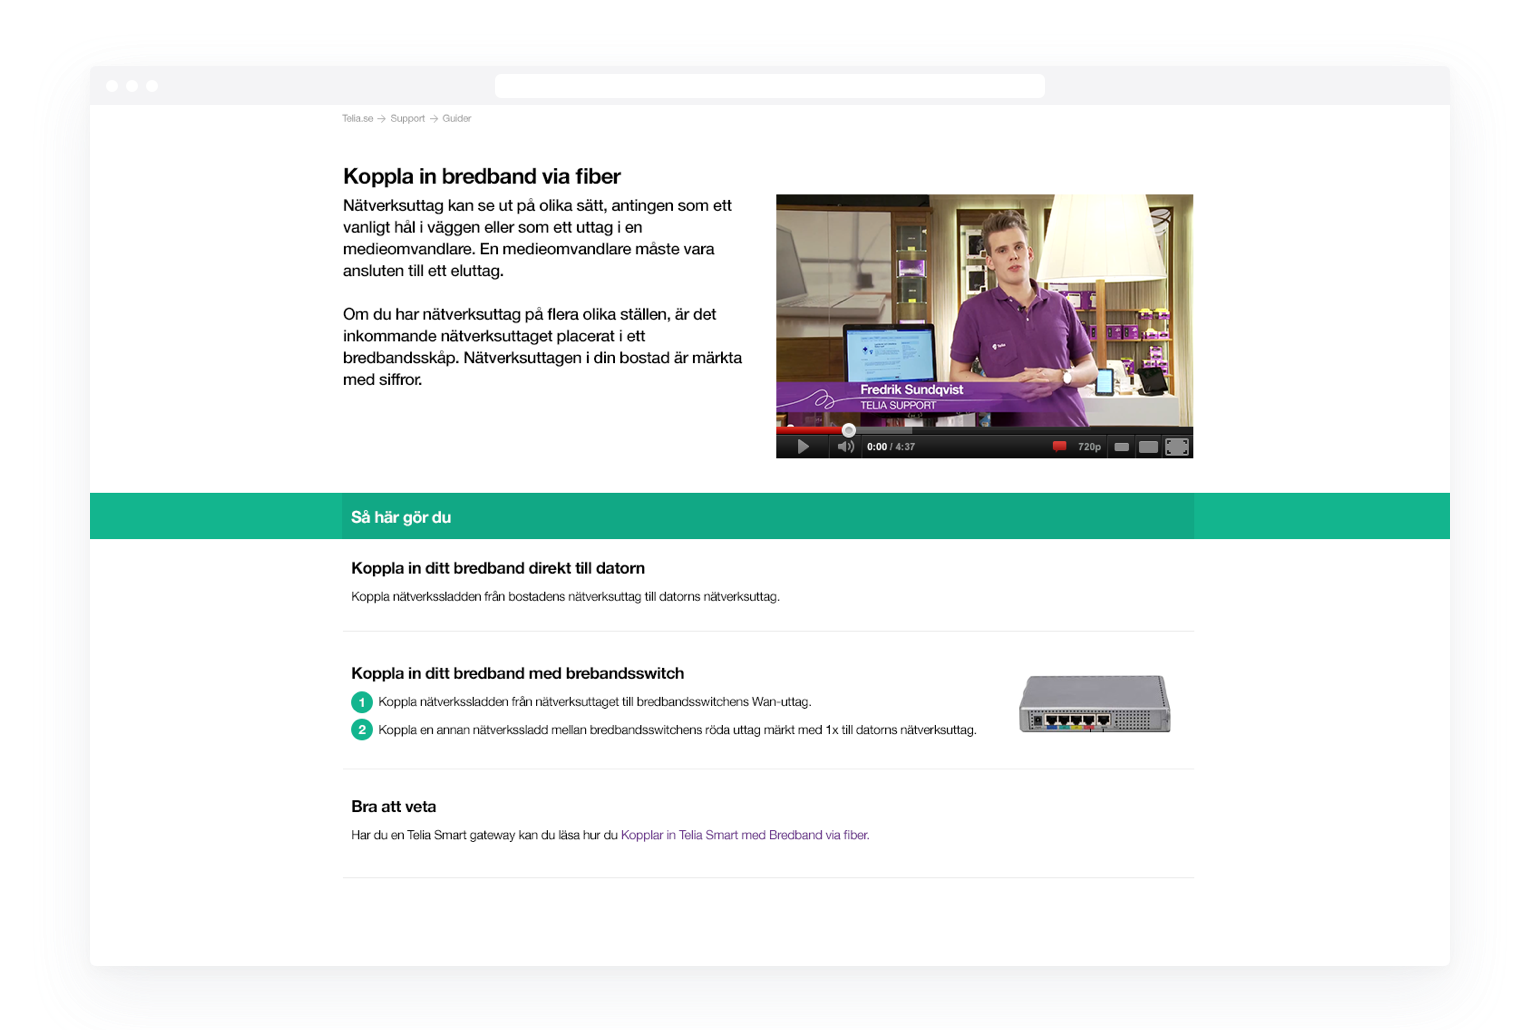 Telia.se → Support → Guider
Koppla in bredband via fiber
Nätverksuttag kan se ut på olika sätt, antingen som ett
vanligt hål i väggen eller som ett uttag i en
medieomvandlare. En medieomvandlare måste vara
ansluten till ett eluttag.
Om du har nätverksuttag på flera olika ställen, är det
inkommande nätverksuttaget placerat i ett
bredbandsskåp. Nätverksuttagen i din bostad är märkta
med siffror.
Telia
Fredrik Sundqvist
TELIA SUPPORT
0:00 / 4:37
720p
Så här gör du
Koppla in ditt bredband direkt till datorn
Koppla nätverkssladden från bostadens nätverksuttag till datorns nätverksuttag.
Koppla in ditt bredband med brebandsswitch
1 Koppla nätverkssladden från nätverksuttaget till bredbandsswitchens Wan-uttag.
2 Koppla en annan nätverkssladd mellan bredbandsswitchens röda uttag märkt med 1x till datorns nätverksuttag.
Bra att veta
Har du en Telia Smart gateway kan du läsa hur du Kopplar in Telia Smart med Bredband via fiber.